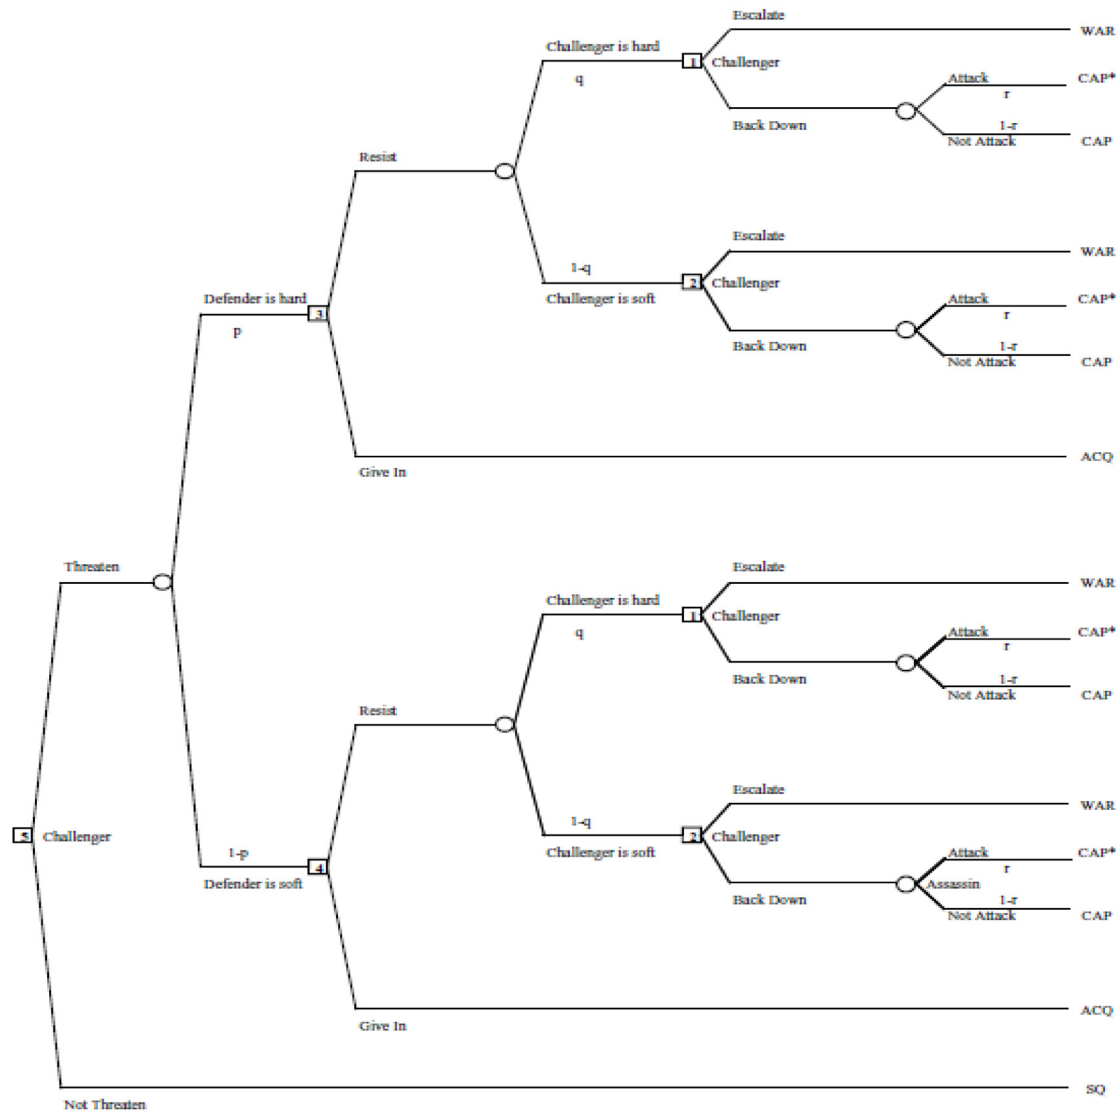 Escalate
WAR
Challenger is hard
1 Challenger
q
Attack
CAP*
r
Back Down
1-r
Not Attack
CAP
Resist
Escalate
WAR
1-q
2 Challenger
Challenger is soft
Attack
CAP*
r
Back Down
1-r
Not Attack
CAP
Defender is hard
3
p
Give In
ACQ
Threaten
Escalate
WAR
Challenger is hard
1 Challenger
q
Attack
CAP*
r
Back Down
1-r
Not Attack
CAP
Resist
Escalate
WAR
1-q
2 Challenger
Challenger is soft
5 Challenger
1-p
4
Defender is soft
Attack
CAP*
r
Assassin
Back Down
1-r
Not Attack
CAP
Give In
ACQ
Not Threaten
SQ